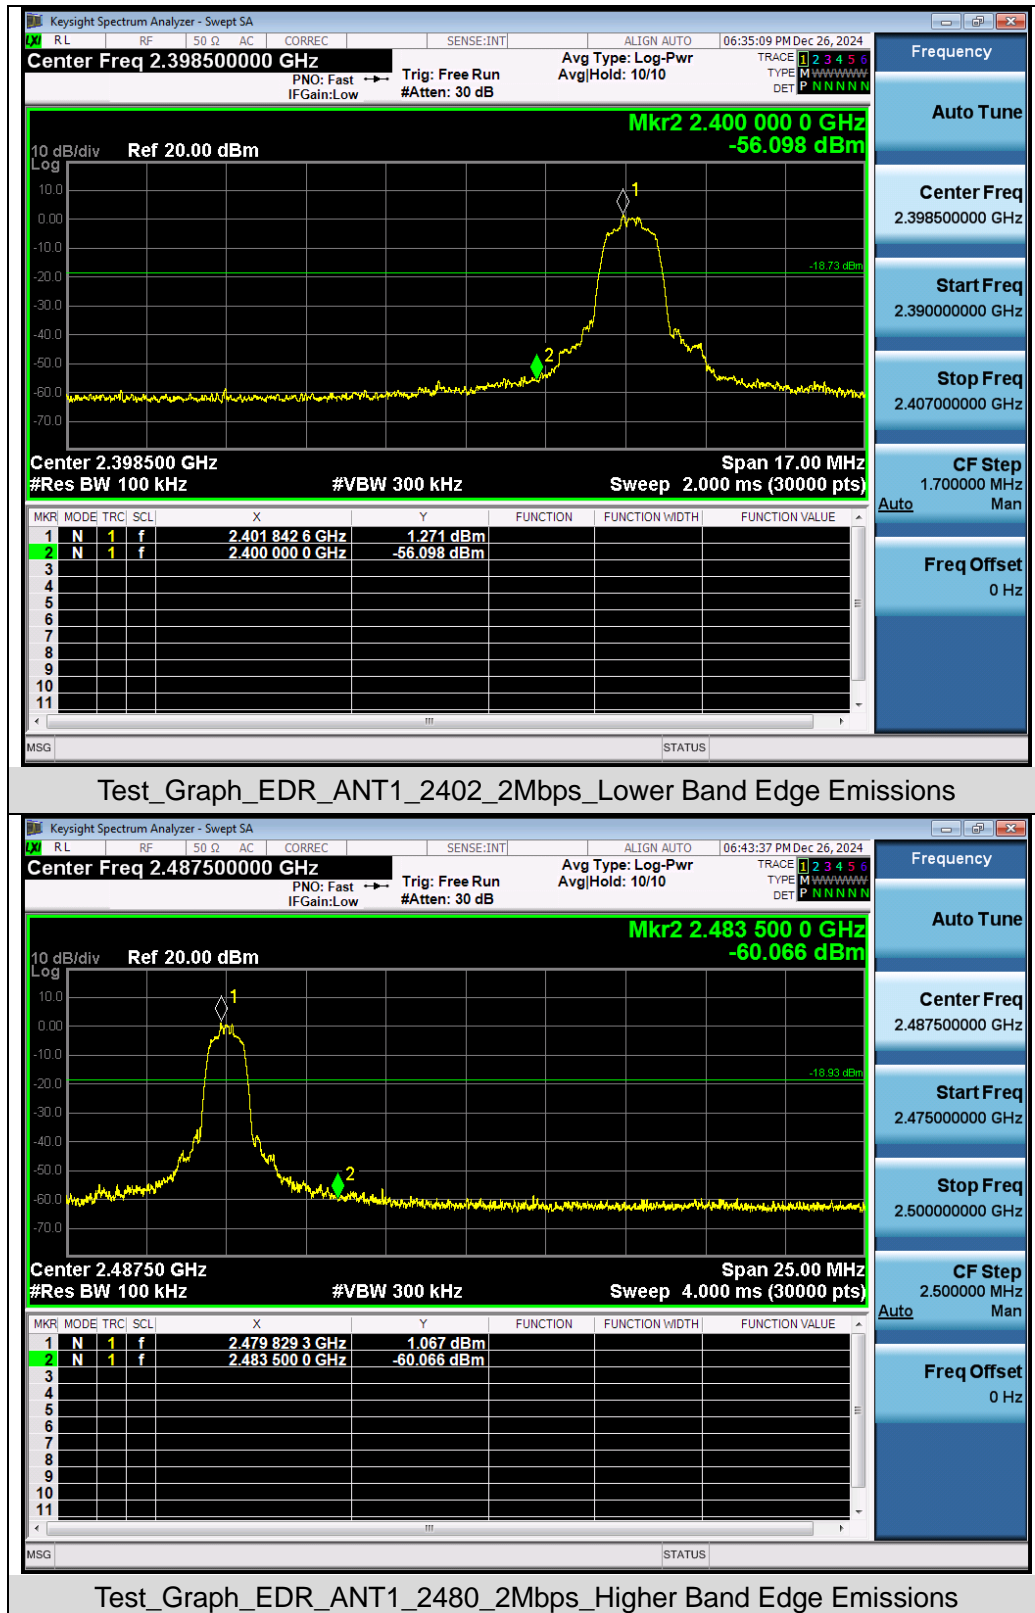 Keysight Spectrum Analyzer - Swept SA
LXI RL RF 50 Ω AC CORREC SENSE:INT ALIGN AUTO 06:35:09 PM Dec 26, 2024
Center Freq 2.398500000 GHz
PNO: Fast
IFGain:Low
Trig: Free Run
#Atten: 30 dB
Avg Type: Log-Pwr
Avg|Hold: 10/10
TRACE 1 2 3 4 5 6
TYPE M W W W W W
DET P N N N N N
Mkr2 2.400 000 0 GHz
-56.098 dBm
10 dB/div Ref 20.00 dBm
Log
10.0
0.00
-10.0
-20.0
-30.0
-40.0
-50.0
-60.0
-70.0
1
-18.73 dBm
2
Center 2.398500 GHz Span 17.00 MHz
#Res BW 100 kHz #VBW 300 kHz Sweep 2.000 ms (30000 pts)
MKR MODE TRC SCL X Y FUNCTION FUNCTION WIDTH FUNCTION VALUE
1 N 1 f 2.401 842 6 GHz 1.271 dBm
2 N 1 f 2.400 000 0 GHz -56.098 dBm
3
4
5
6
7
8
9
10
11
MSG STATUS
Frequency
Auto Tune
Center Freq
2.398500000 GHz
Start Freq
2.390000000 GHz
Stop Freq
2.407000000 GHz
CF Step
1.700000 MHz
Auto Man
Freq Offset
0 Hz
Test_Graph_EDR_ANT1_2402_2Mbps_Lower Band Edge Emissions
Keysight Spectrum Analyzer - Swept SA
LXI RL RF 50 Ω AC CORREC SENSE:INT ALIGN AUTO 06:43:37 PM Dec 26, 2024
Center Freq 2.487500000 GHz
PNO: Fast
IFGain:Low
Trig: Free Run
#Atten: 30 dB
Avg Type: Log-Pwr
Avg|Hold: 10/10
TRACE 1 2 3 4 5 6
TYPE M W W W W W
DET P N N N N N
Mkr2 2.483 500 0 GHz
-60.066 dBm
10 dB/div Ref 20.00 dBm
Log
10.0
0.00
-10.0
-20.0
-30.0
-40.0
-50.0
-60.0
-70.0
1
-18.93 dBm
2
Center 2.48750 GHz Span 25.00 MHz
#Res BW 100 kHz #VBW 300 kHz Sweep 4.000 ms (30000 pts)
MKR MODE TRC SCL X Y FUNCTION FUNCTION WIDTH FUNCTION VALUE
1 N 1 f 2.479 829 3 GHz 1.067 dBm
2 N 1 f 2.483 500 0 GHz -60.066 dBm
3
4
5
6
7
8
9
10
11
MSG STATUS
Frequency
Auto Tune
Center Freq
2.487500000 GHz
Start Freq
2.475000000 GHz
Stop Freq
2.500000000 GHz
CF Step
2.500000 MHz
Auto Man
Freq Offset
0 Hz
Test_Graph_EDR_ANT1_2480_2Mbps_Higher Band Edge Emissions